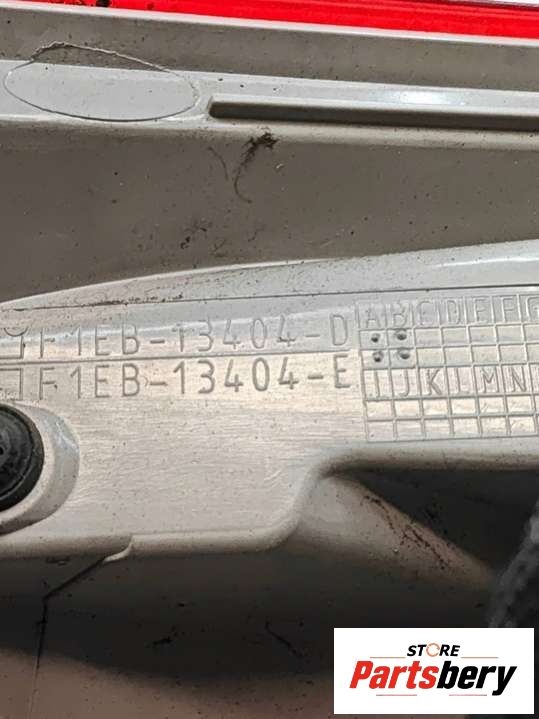 F1EB-13404-D
F1EB-13404-E
A B C D E F G
I J K L M N
STORE
Partsbery